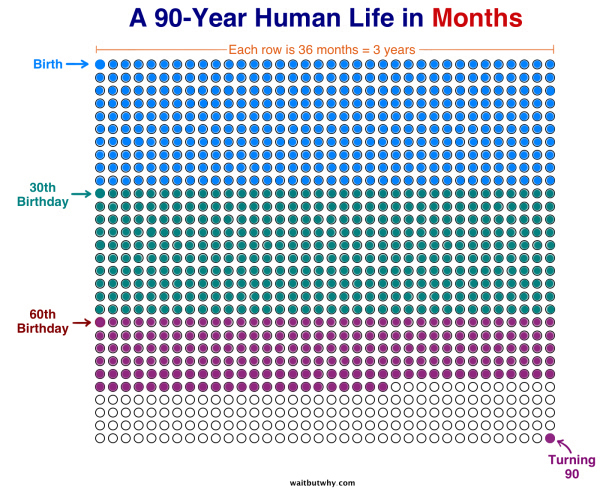 A 90-Year Human Life in Months
Each row is 36 months = 3 years
Birth
30th
Birthday
60th
Birthday
Turning
90
waitbutwhy.com